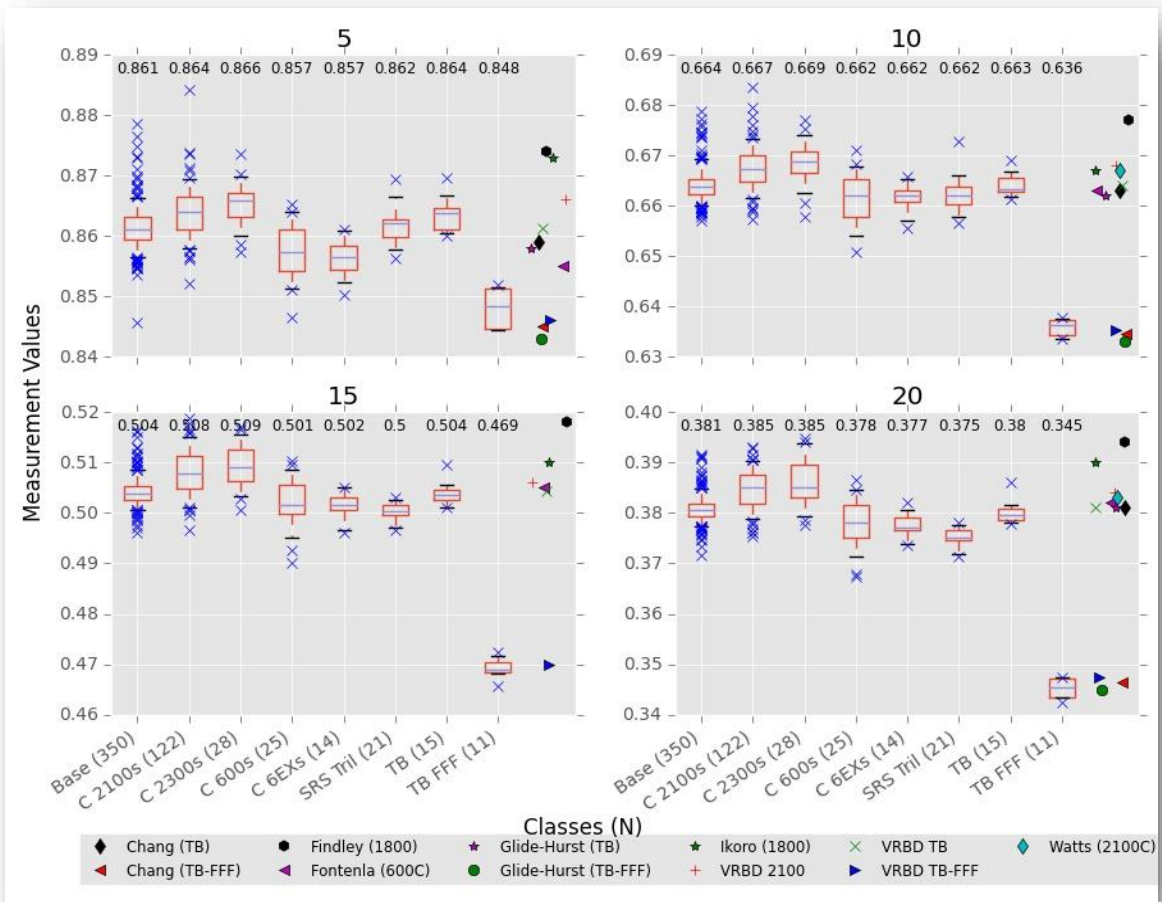 5
10
0.89
0.88
0.87
0.86
0.85
0.84
0.861 0.864 0.866 0.857 0.857 0.862 0.864 0.848
0.69
0.68
0.67
0.66
0.65
0.64
0.63
0.664 0.667 0.669 0.662 0.662 0.662 0.663 0.636
Measurement Values
15
20
0.52
0.51
0.50
0.49
0.48
0.47
0.46
0.504 0.508 0.509 0.501 0.502 0.5 0.504 0.469
0.40
0.39
0.38
0.37
0.36
0.35
0.34
0.381 0.385 0.385 0.378 0.377 0.375 0.38 0.345
Base (350)
C 2100s (122)
C 2300s (28)
C 600s (25)
C 6EXs (14)
SRS Tril (21)
TB (15)
TB FFF (11)
Base (350)
C 2100s (122)
C 2300s (28)
C 600s (25)
C 6EXs (14)
SRS Tril (21)
TB (15)
TB FFF (11)
Classes (N)
Chang (TB) Findley (1800) Glide-Hurst (TB) Ikoro (1800) VRBD TB Watts (2100C)
Chang (TB-FFF) Fontenla (600C) Glide-Hurst (TB-FFF) VRBD 2100 VRBD TB-FFF